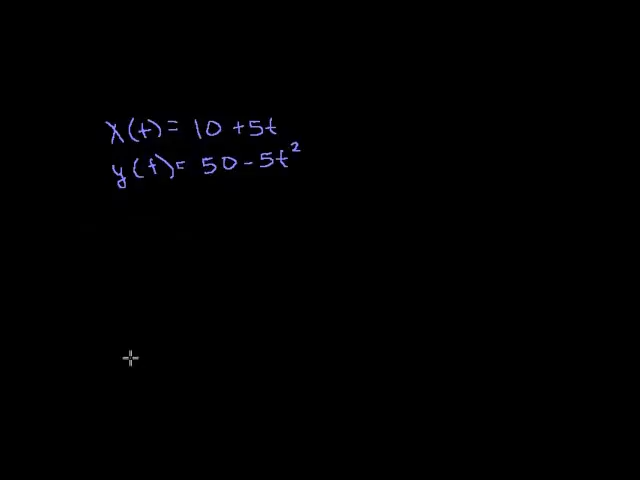 x(t) = 10 + 5t
y(t) = 50 - 5t²